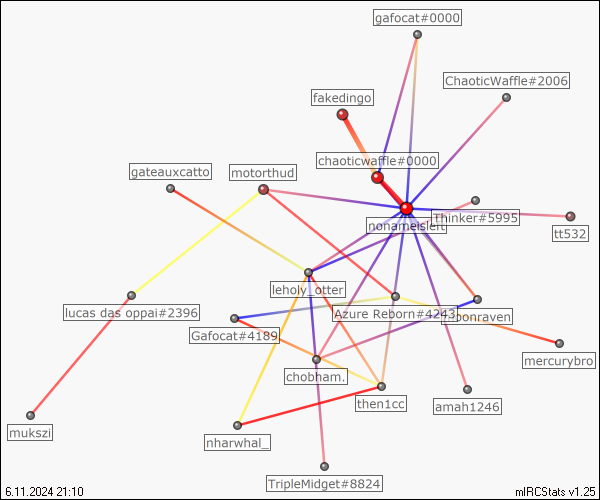 gafocat#0000
ChaoticWaffle#2006
fakedingo
chaoticwaffle#0000
gateauxcatto
motorthud
Thinker#5995
nonameisleft
tt532
leholy_otter
lucas das oppai#2396
Azure Reborn#4243
Gafocat#4189
mercurybro
chobham.
then1cc
amah1246
mukszi
nharwhal_
TripleMidget#8824
6.11.2024 21:10
mIRCStats v1.25